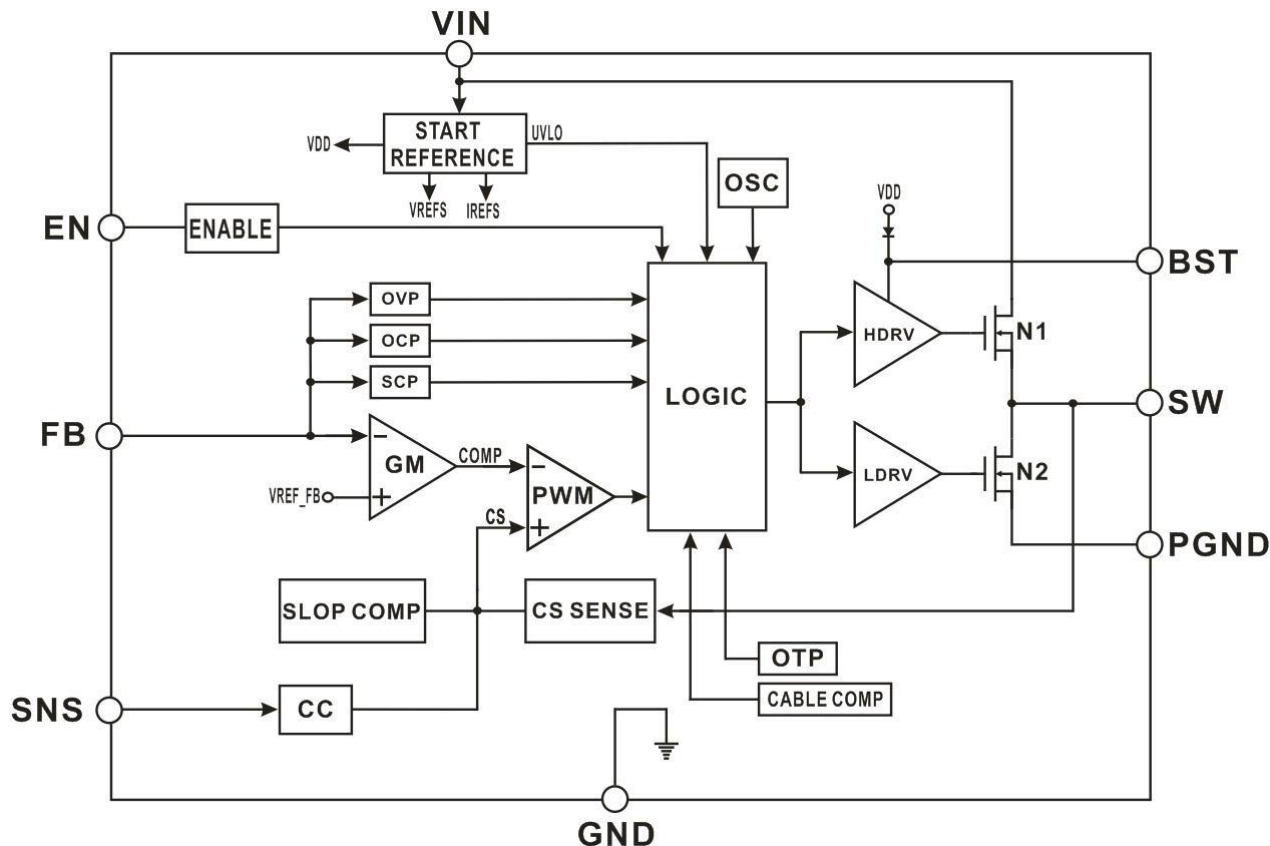 VIN
START
REFERENCE
UVLO
VDD
VREFS
IREFS
OSC
VDD
EN
ENABLE
BST
OVP
OCP
SCP
HDRV
N1
LOGIC
SW
FB
−
GM
+
VREF_FB
COMP
−
PWM
+
CS
LDRV
N2
PGND
SLOP COMP
CS SENSE
OTP
CABLE COMP
SNS
CC
GND